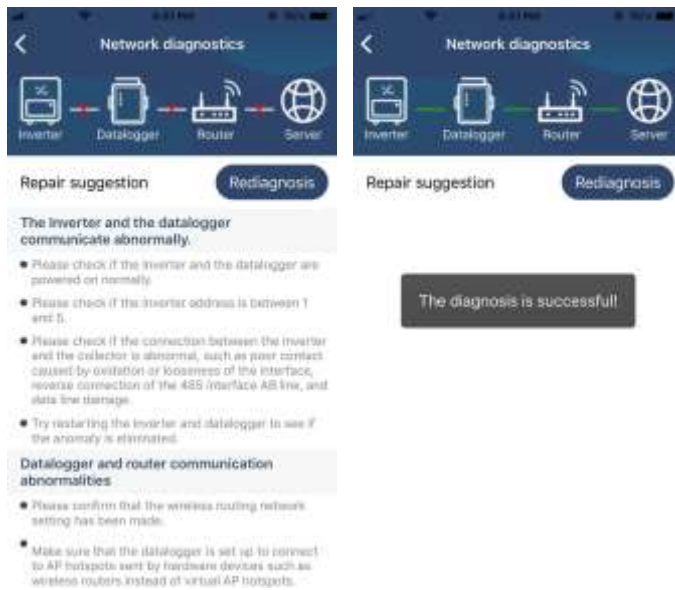 Network diagnostics
Inverter
Datalogger
Router
Server
Repair suggestion
Rediagnosis
The Inverter and the datalogger
communicate abnormally.
Please check if the Inverter and the datalogger are
powered on normally.
Please check if the Inverter address is between 1
and 5.
Please check if the connection between the inverter
and the collector is abnormal, such as poor contact
caused by oxidation or looseness of the interface,
reverse connection of the 485 interface AB line, and
data line damage.
Try restarting the Inverter and datalogger to see if
the anomaly is eliminated.
Datalogger and router communication
abnormalities
Please confirm that the wireless routing network
setting has been made.
Make sure that the datalogger is set up to connect
to AP hotspots sent by hardware devices such as
wireless routers instead of virtual AP hotspots.
Network diagnostics
Inverter
Datalogger
Router
Server
Repair suggestion
Rediagnosis
The diagnosis is successful!